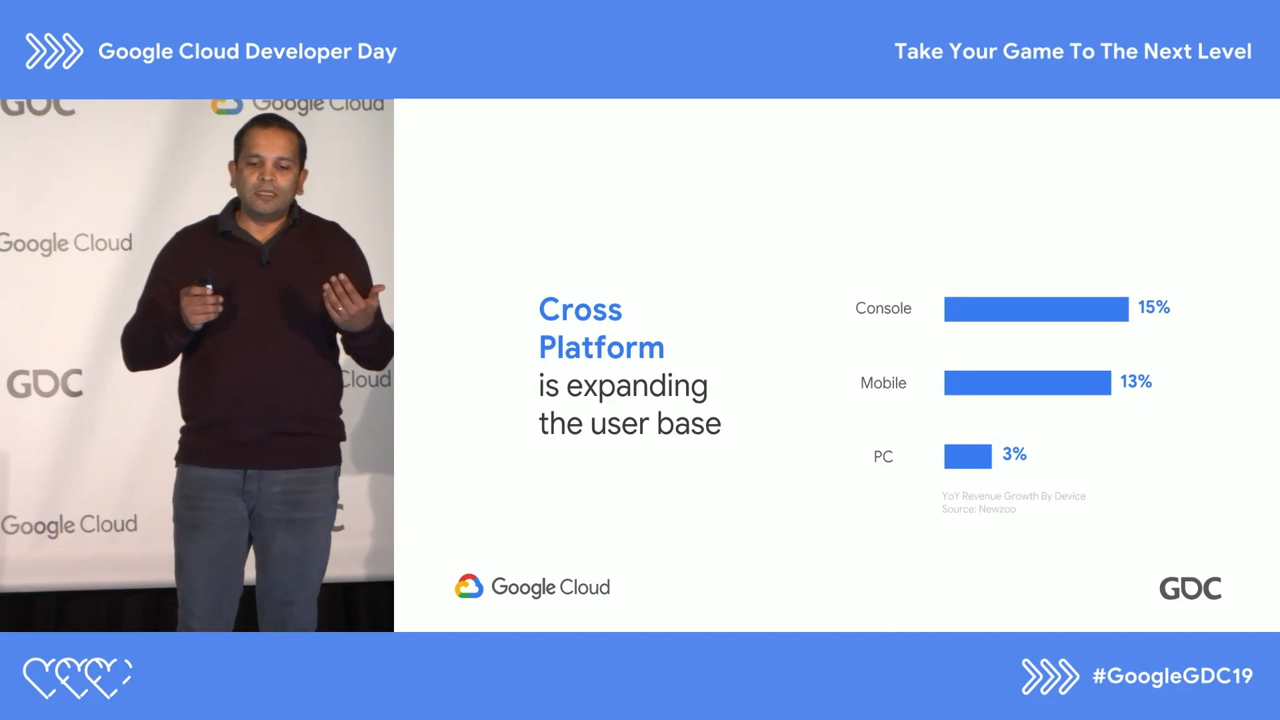 Google Cloud Developer Day
Take Your Game To The Next Level
GDC
Google Cloud
Google Cloud
GDC
Cloud
Google Cloud
C
Cross
Platform
is expanding
the user base
Console
15%
Mobile
13%
PC
3%
YoY Revenue Growth By Device
Source: Newzoo
Google Cloud
GDC
#GoogleGDC19